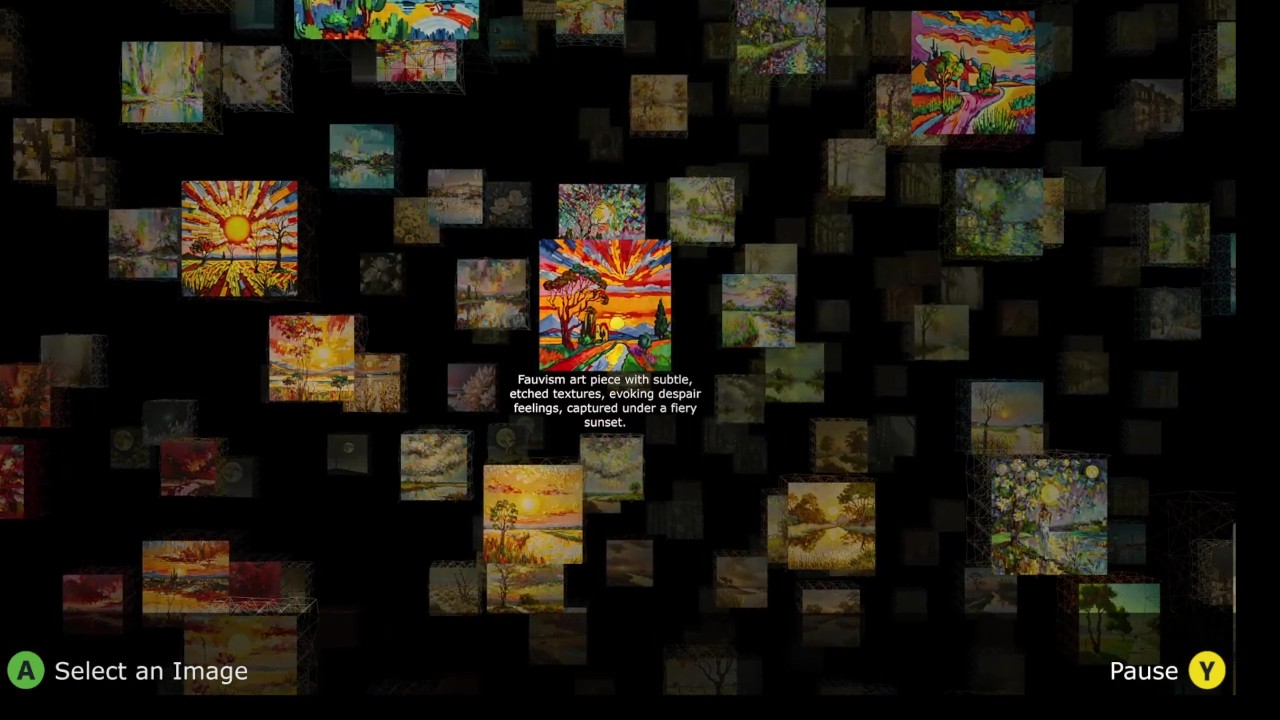 Fauvism art piece with subtle,
etched textures, evoking despair
feelings, captured under a fiery
sunset.
A Select an Image
Pause Y